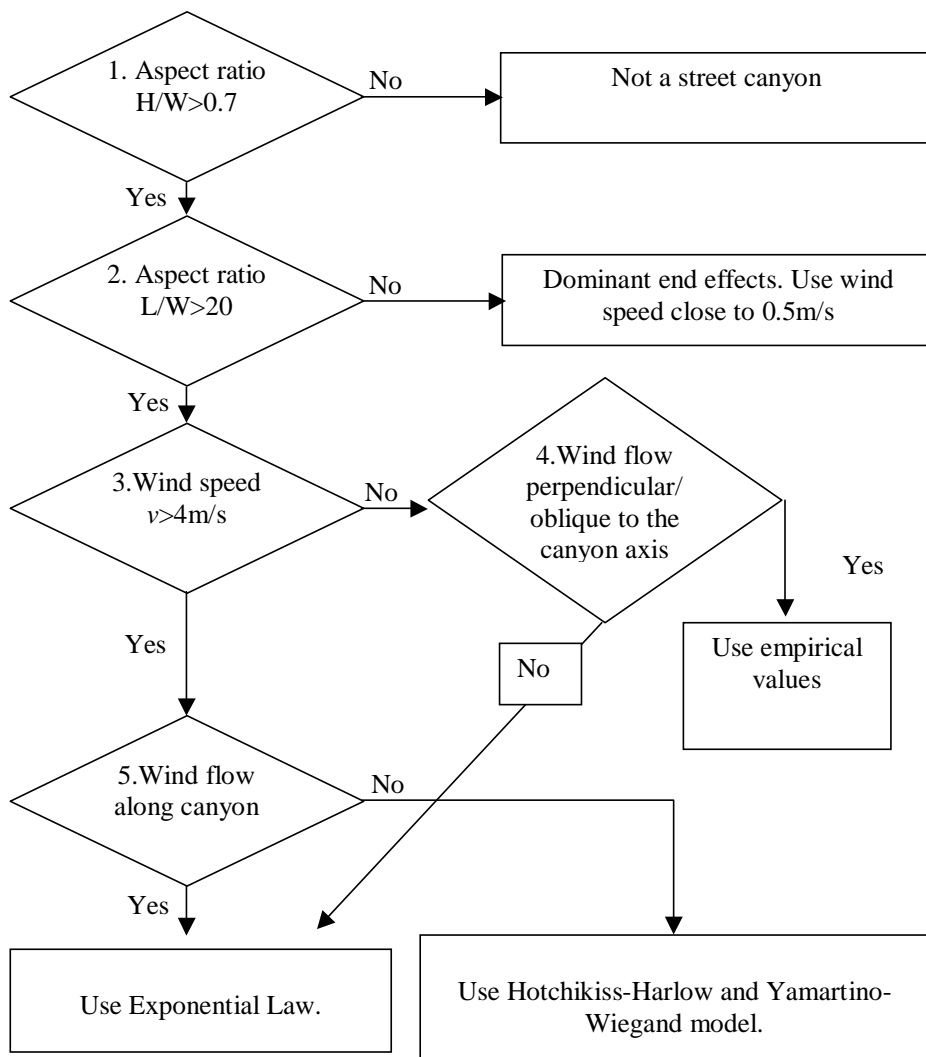 1. Aspect ratio
H/W>0.7
No
Not a street canyon
Yes
2. Aspect ratio
L/W>20
No
Dominant end effects. Use wind
speed close to 0.5m/s
Yes
3.Wind speed
v>4m/s
No
4.Wind flow
perpendicular/
oblique to the
canyon axis
Yes
Yes
No
Use empirical
values
5.Wind flow
along canyon
No
Yes
Use Exponential Law.
Use Hotchikiss-Harlow and Yamartino-
Wiegand model.